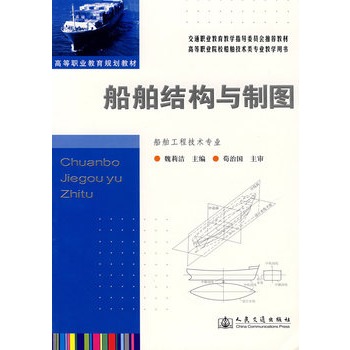 交通职业教育教学指导委员会推荐教材
高等职业院校船舶技术类专业教学用书
高等职业教育规划教材
船舶结构与制图
船舶工程技术专业
魏莉洁 主编
荀治国 主审
Chuanbo
Jiegou yu
Zhitu
人民交通出版社
China Communications Press